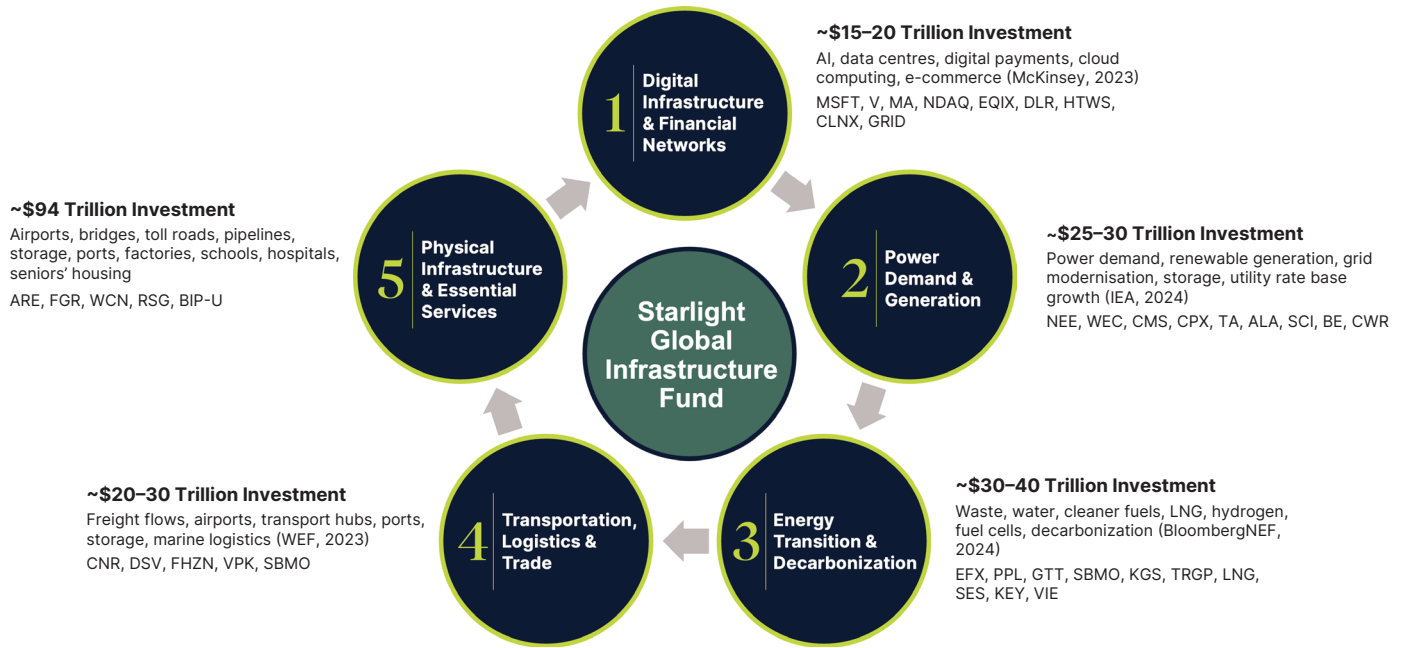 ~$15–20 Trillion Investment
AI, data centres, digital payments, cloud
computing, e-commerce (McKinsey, 2023)
MSFT, V, MA, NDAQ, EQIX, DLR, HTWS,
CLNX, GRID
1
Digital
Infrastructure
& Financial
Networks
~$25–30 Trillion Investment
Power demand, renewable generation, grid
modernisation, storage, utility rate base
growth (IEA, 2024)
NEE, WEC, CMS, CPX, TA, ALA, SCI, BE, CWR
2
Power
Demand &
Generation
~$30–40 Trillion Investment
Waste, water, cleaner fuels, LNG, hydrogen,
fuel cells, decarbonization (BloombergNEF,
2024)
EFX, PPL, GTT, SBMO, KGS, TRGP, LNG,
SES, KEY, VIE
3
Energy
Transition &
Decarbonization
~$20–30 Trillion Investment
Freight flows, airports, transport hubs, ports,
storage, marine logistics (WEF, 2023)
CNR, DSV, FHZN, VPK, SBMO
4
Transportation,
Logistics &
Trade
~$94 Trillion Investment
Airports, bridges, toll roads, pipelines,
storage, ports, factories, schools, hospitals,
seniors’ housing
ARE, FGR, WCN, RSG, BIP-U
5
Physical
Infrastructure
& Essential
Services
Starlight
Global
Infrastructure
Fund